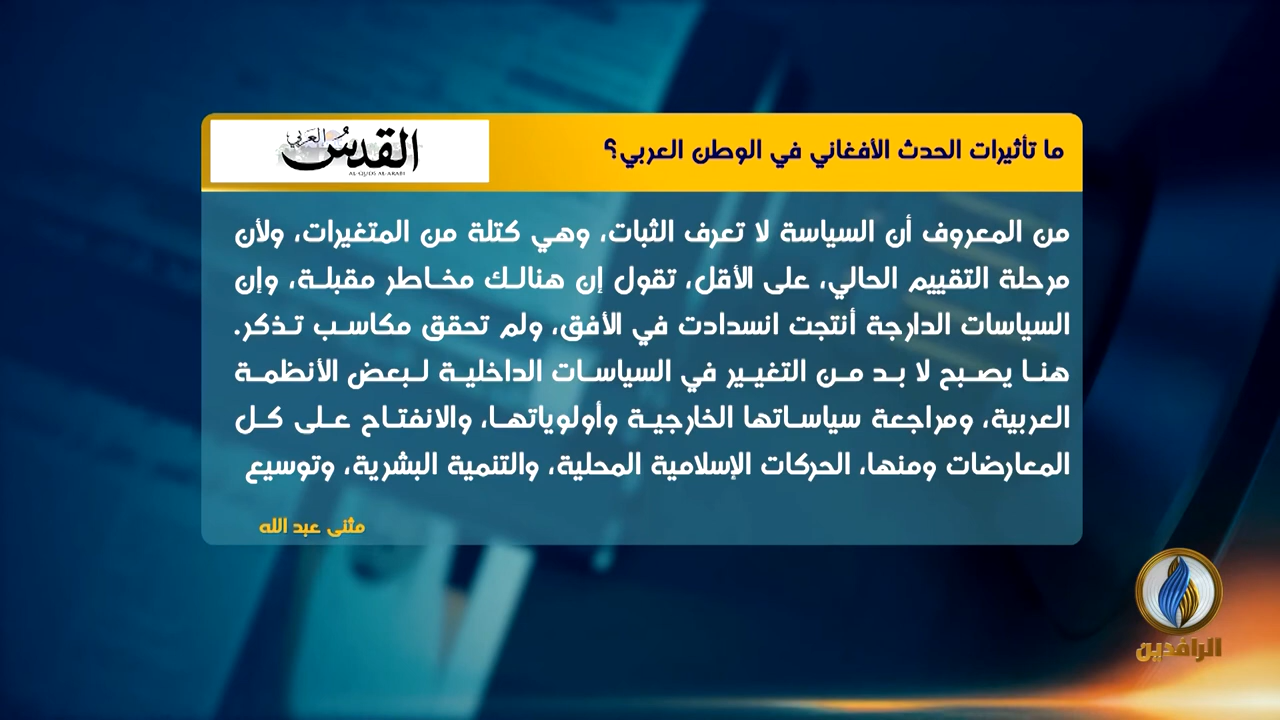 ما تأثيرات الحدث الأفغاني في الوطن العربي؟
القدس العربي
AL-QUDS AL-ARABI
من المعروف أن السياسة لا تعرف الثبات، وهي كتلة من المتغيرات، ولأن
مرحلة التقييم الحالي، على الأقل، تقول إن هنالك مخاطر مقبلة، وإن
السياسات الدارجة أنتجت انسدادت في الأفق، ولم تحقق مكاسب تذكر.
هنا يصبح لا بد من التغيير في السياسات الداخلية لبعض الأنظمة
العربية، ومراجعة سياساتها الخارجية وأولوياتها، والانفتاح على كل
المعارضات ومنها، الحركات الإسلامية المحلية، والتنمية البشرية، وتوسيع
مثنى عبد الله
الرافدين